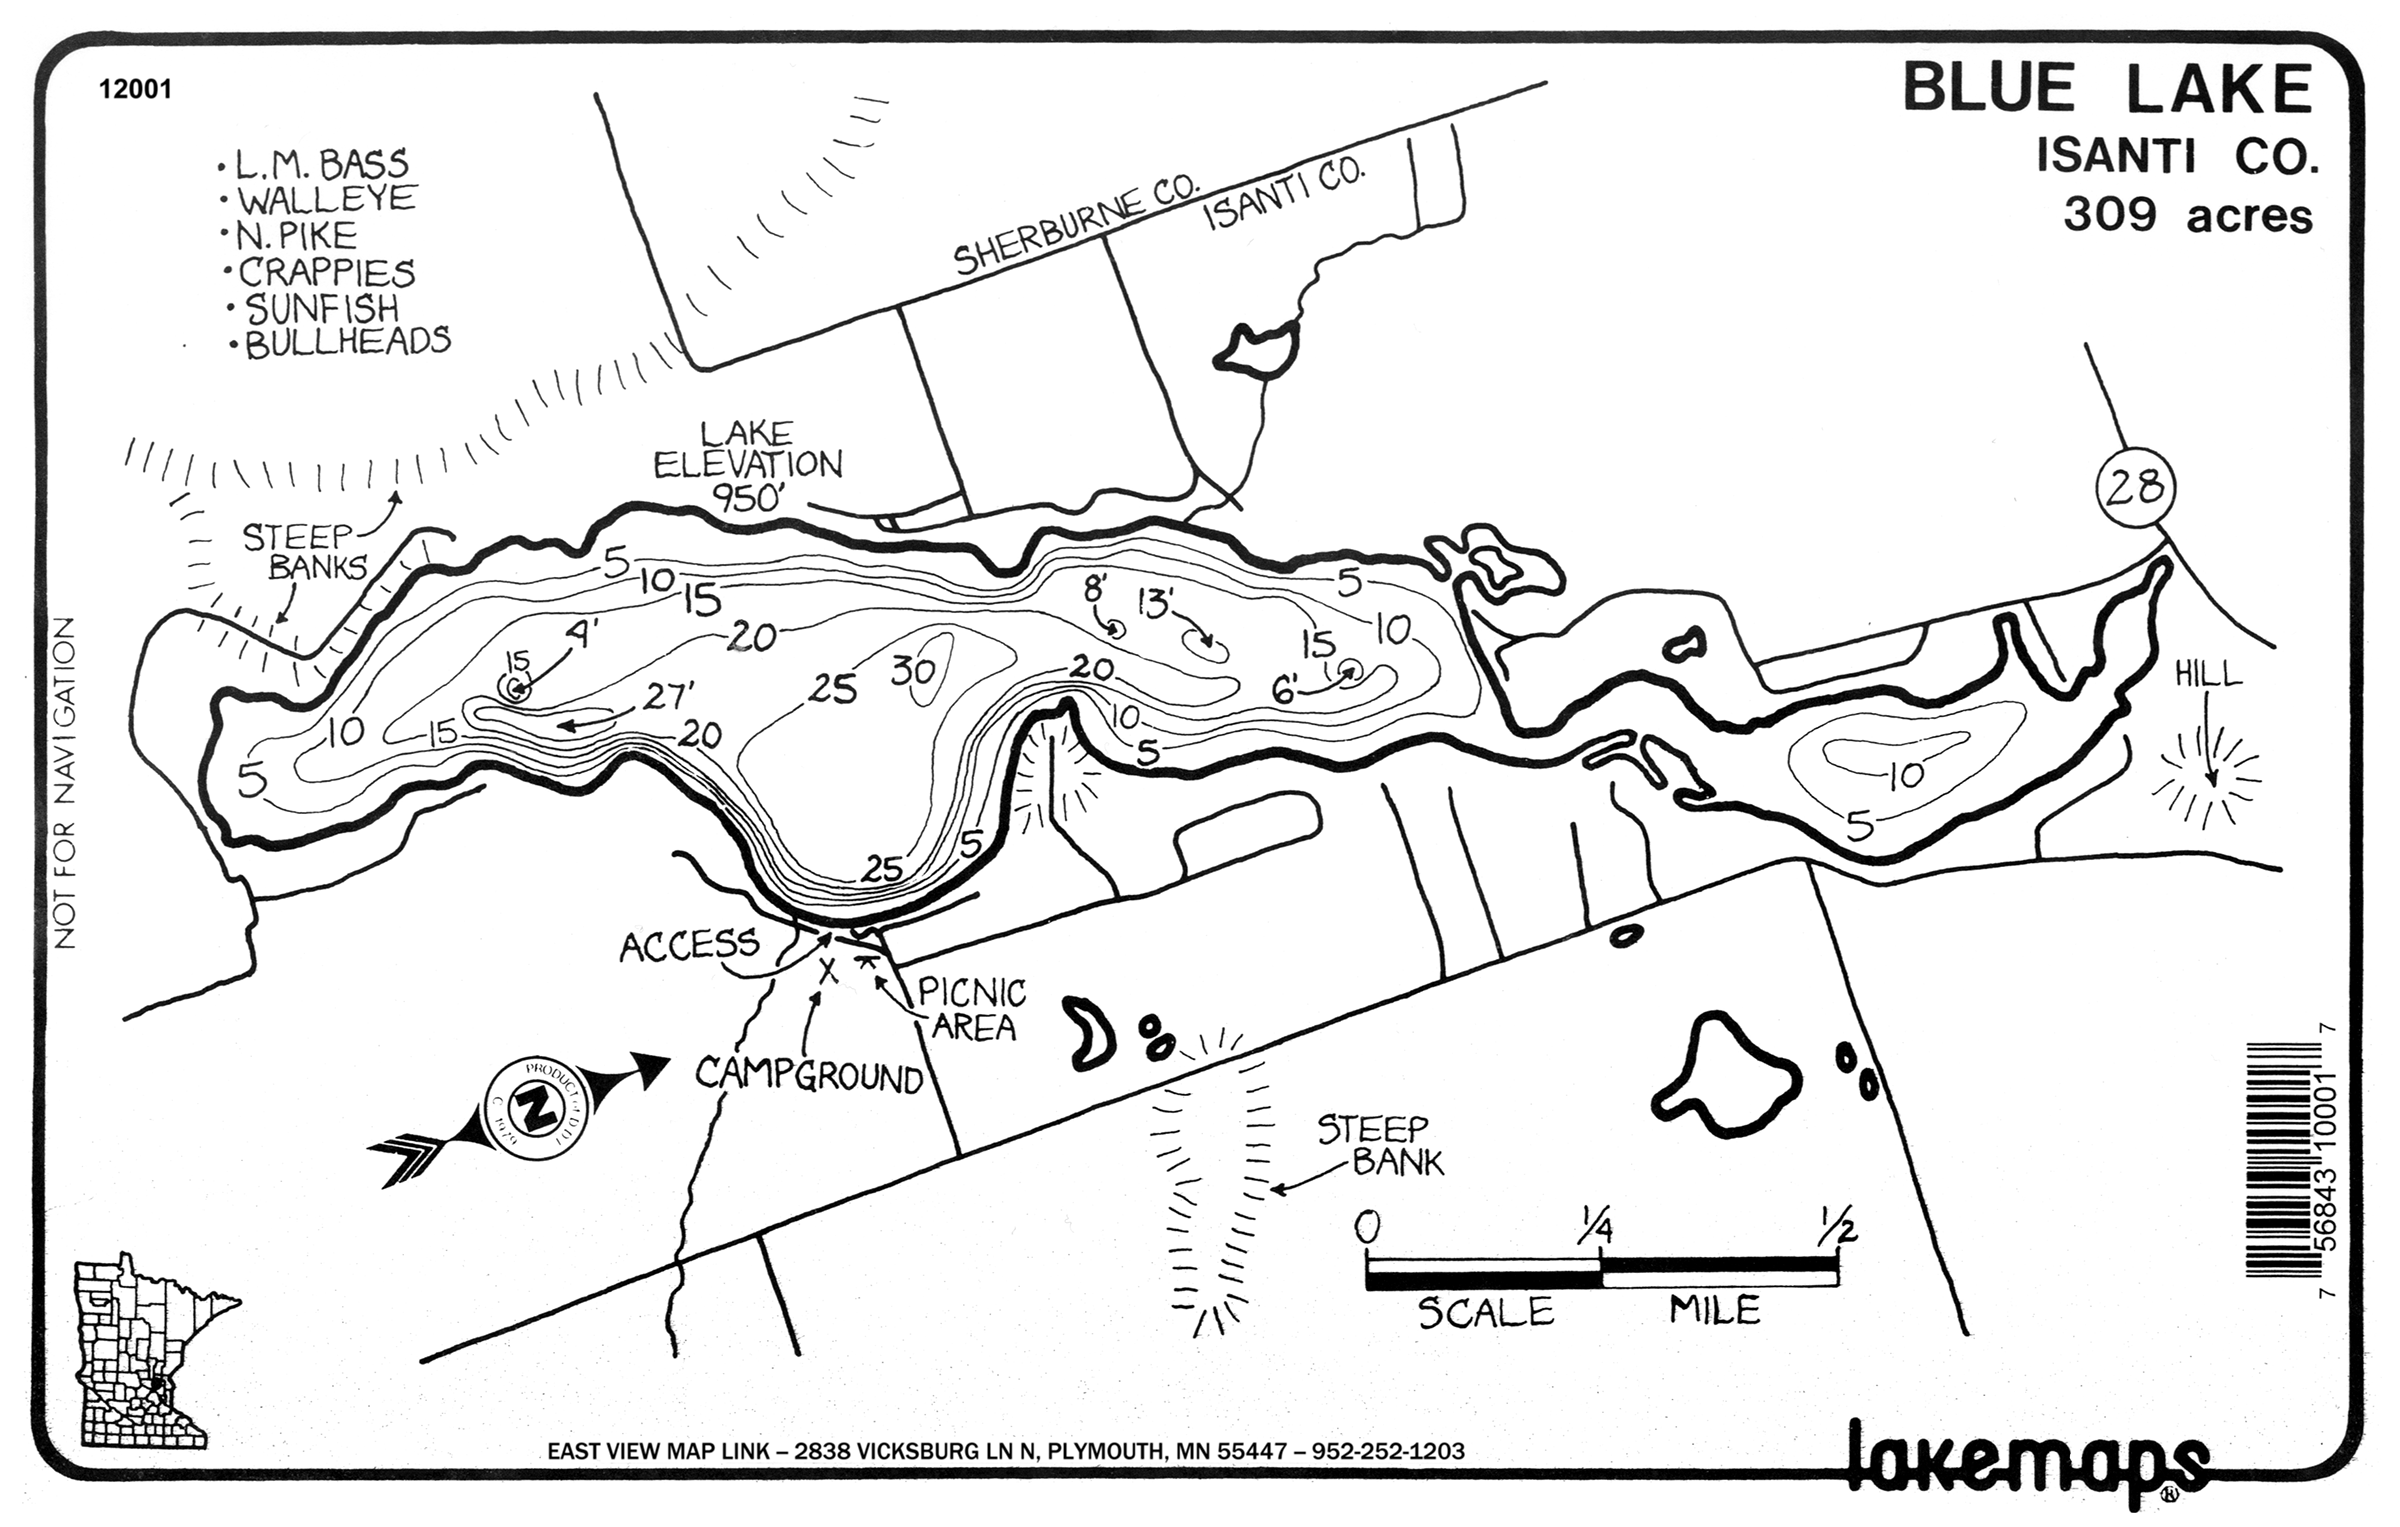 12001
BLUE LAKE
ISANTI CO.
309 acres
• L.M. BASS
• WALLEYE
• N. PIKE
• CRAPPIES
• SUNFISH
• BULLHEADS
SHERBURNE CO.
ISANTI CO.
LAKE
ELEVATION
950'
28
STEEP
BANKS
5
10
15
20
4'
15
27'
25
30
8'
13'
5
10
15
6'
20
10
5
10
15
5
20
25
5
10
5
HILL
NOT FOR NAVIGATION
ACCESS
PICNIC
AREA
CAMPGROUND
PRODUCT of DDI
C 1979
N
STEEP
BANK
0 1/4 1/2
SCALE MILE
7 56843 10001 7
EAST VIEW MAP LINK – 2838 VICKSBURG LN N, PLYMOUTH, MN 55447 – 952-252-1203
lakemaps®